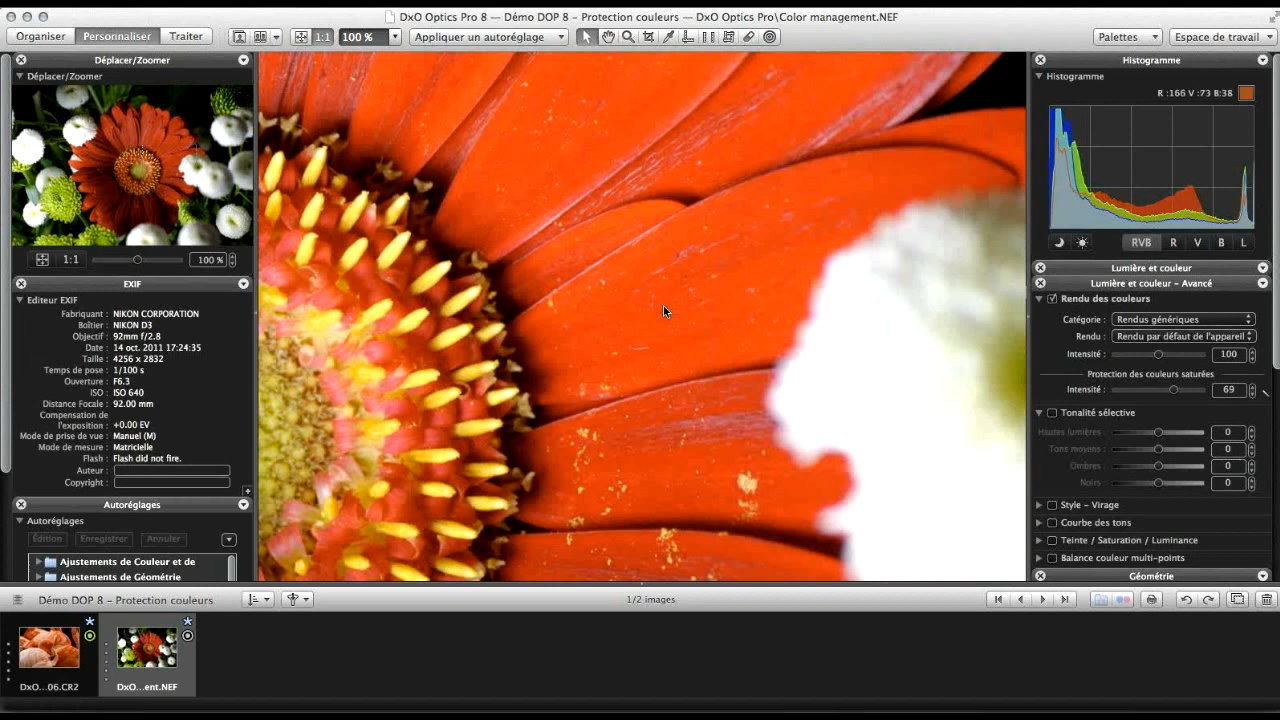 DxO Optics Pro 8 — Démo DOP 8 - Protection couleurs — DxO Optics Pro\Color management.NEF
Organiser Personnaliser Traiter 1:1 100 % Appliquer un autoréglage Palettes Espace de travail
Déplacer/Zoomer
Déplacer/Zoomer
1:1 100 %
EXIF
Editeur EXIF
Fabriquant : NIKON CORPORATION
Boîtier : NIKON D3
Objectif : 92mm f/2.8
Date : 14 oct. 2011 17:24:35
Taille : 4256 x 2832
Temps de pose : 1/100 s
Ouverture : F6.3
ISO : ISO 640
Distance Focale : 92.00 mm
Compensation de
l'exposition : +0.00 EV
Mode de prise de vue : Manuel (M)
Mode de mesure : Matricielle
Flash : Flash did not fire.
Auteur :
Copyright :
Autoréglages
Autoréglages
Edition Enregistrer Annuler
Ajustements de Couleur et de
Ajustements de Géométrie
Histogramme
Histogramme
R :166 V :73 B:38
RVB R V B L
Lumière et couleur
Lumière et couleur - Avancé
Rendu des couleurs
Catégorie : Rendus génériques
Rendu : Rendu par défaut de l'appareil
Intensité : 100
Protection des couleurs saturées
Intensité : 69
Tonalité sélective
Hautes lumières : 0
Tons moyens : 0
Ombres : 0
Noirs : 0
Style - Virage
Courbe des tons
Teinte / Saturation / Luminance
Balance couleur multi-points
Géométrie
Démo DOP 8 - Protection couleurs 1/2 images
DxO...06.CR2 DxO...ent.NEF